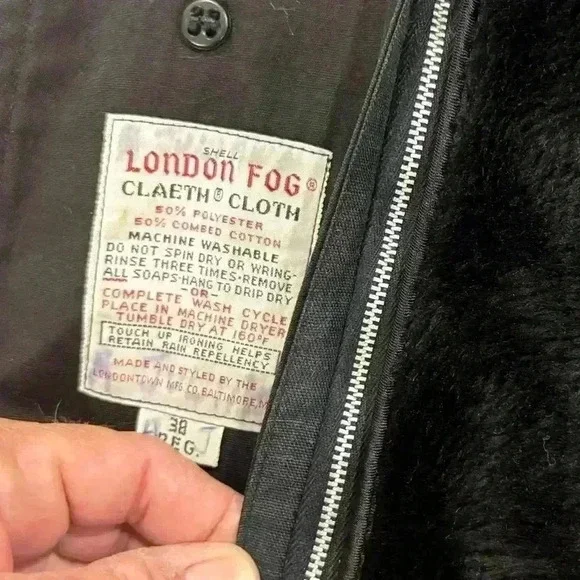 SHELL
LONDON FOG®
CLAETH® CLOTH
50% POLYESTER
50% COMBED COTTON
MACHINE WASHABLE
DO NOT SPIN DRY OR WRING-
RINSE THREE TIMES·REMOVE
ALL SOAPS·HANG TO DRIP DRY
-OR-
COMPLETE WASH CYCLE
PLACE IN MACHINE DRYER
TUMBLE DRY AT 160°F
TOUCH UP IRONING HELPS
RETAIN RAIN REPELLENCY
MADE AND STYLED BY THE
LONDONTOWN MFG. CO. BALTIMORE, M
38
REG.